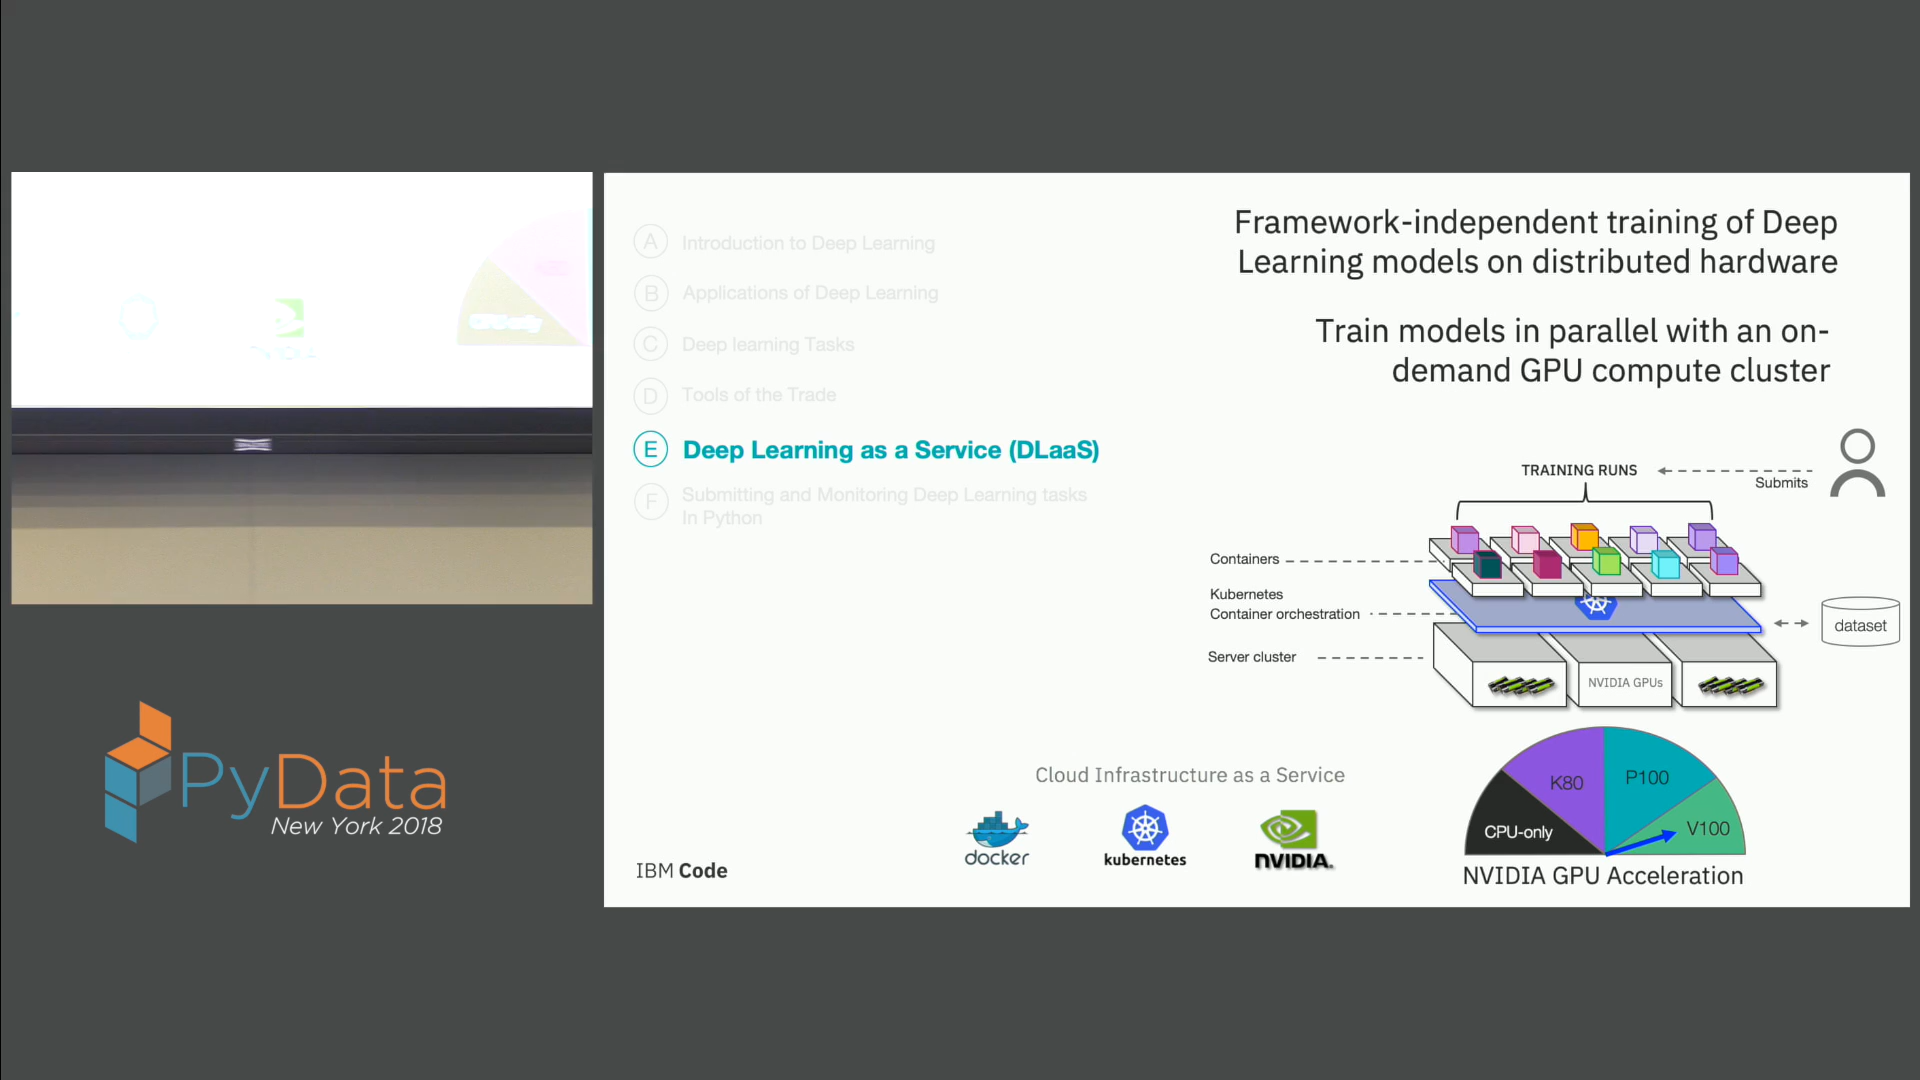 A Introduction to Deep Learning
B Applications of Deep Learning
C Deep learning Tasks
D Tools of the Trade
E Deep Learning as a Service (DLaaS)
F Submitting and Monitoring Deep Learning tasks
In Python
Framework-independent training of Deep
Learning models on distributed hardware
Train models in parallel with an on-
demand GPU compute cluster
TRAINING RUNS
Submits
Containers
Kubernetes
Container orchestration
Server cluster
NVIDIA GPUs
dataset
Cloud Infrastructure as a Service
docker
kubernetes
NVIDIA.
CPU-only
K80
P100
V100
NVIDIA GPU Acceleration
IBM Code
PyData
New York 2018